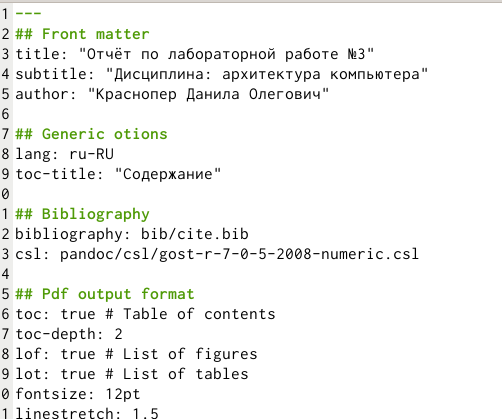 1 ---
2 ## Front matter
3 title: "Отчёт по лабораторной работе №3"
4 subtitle: "Дисциплина: архитектура компьютера"
5 author: "Краснопер Данила Олегович"
6
7 ## Generic otions
8 lang: ru-RU
9 toc-title: "Содержание"
0
1 ## Bibliography
2 bibliography: bib/cite.bib
3 csl: pandoc/csl/gost-r-7-0-5-2008-numeric.csl
4
5 ## Pdf output format
6 toc: true # Table of contents
7 toc-depth: 2
8 lof: true # List of figures
9 lot: true # List of tables
0 fontsize: 12pt
1 linestretch: 1.5